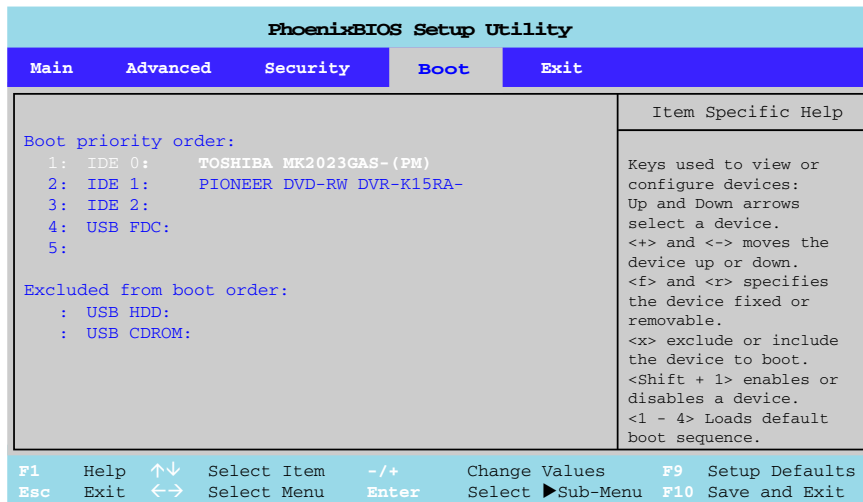 PhoenixBIOS Setup Utility
Main Advanced Security Boot Exit
Item Specific Help
Boot priority order:
1: IDE 0: TOSHIBA MK2023GAS-(PM)
2: IDE 1: PIONEER DVD-RW DVR-K15RA-
3: IDE 2:
4: USB FDC:
5:
Excluded from boot order:
: USB HDD:
: USB CDROM:
Keys used to view or
configure devices:
Up and Down arrows
select a device.
<+> and <-> moves the
device up or down.
<f> and <r> specifies
the device fixed or
removable.
<x> exclude or include
the device to boot.
<Shift + 1> enables or
disables a device.
<1 - 4> Loads default
boot sequence.
F1 Help ↑↓ Select Item -/+ Change Values F9 Setup Defaults
Esc Exit ←→ Select Menu Enter Select ▶Sub-Menu F10 Save and Exit